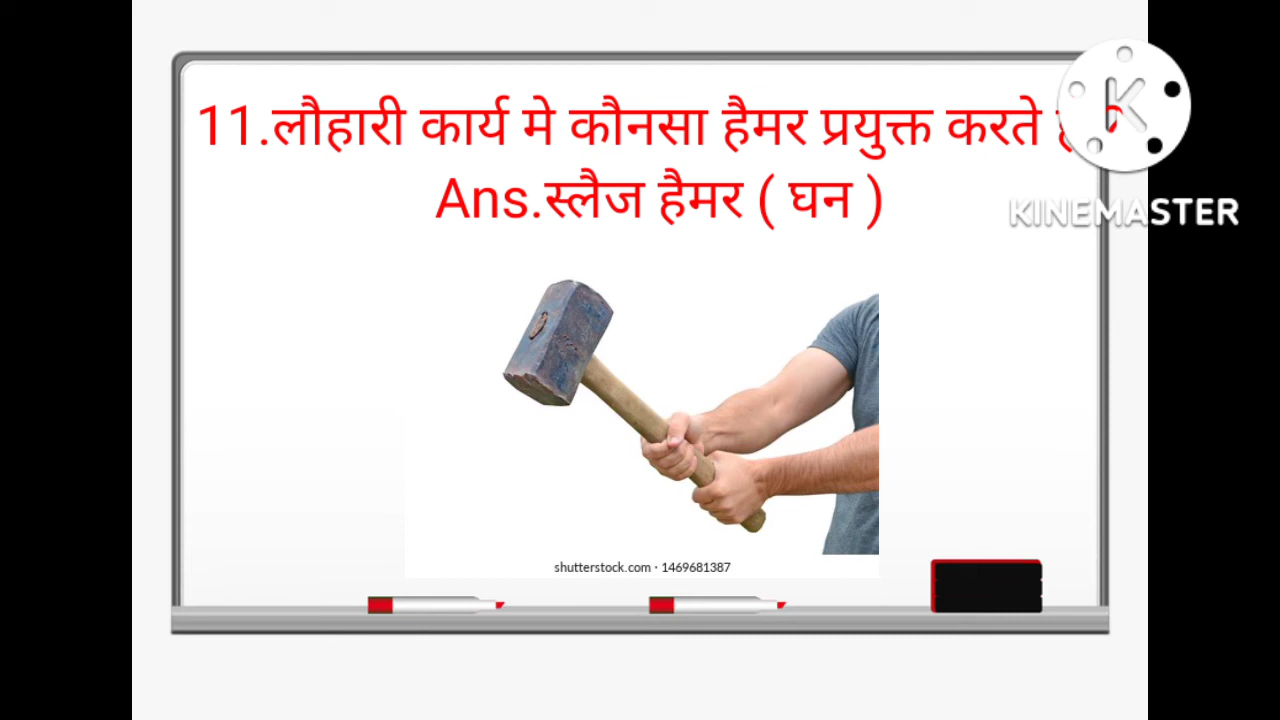 11.लौहारी कार्य मे कौनसा हैमर प्रयुक्त करते
Ans.स्लैज हैमर ( घन )
KINEMASTER
shutterstock.com · 1469681387